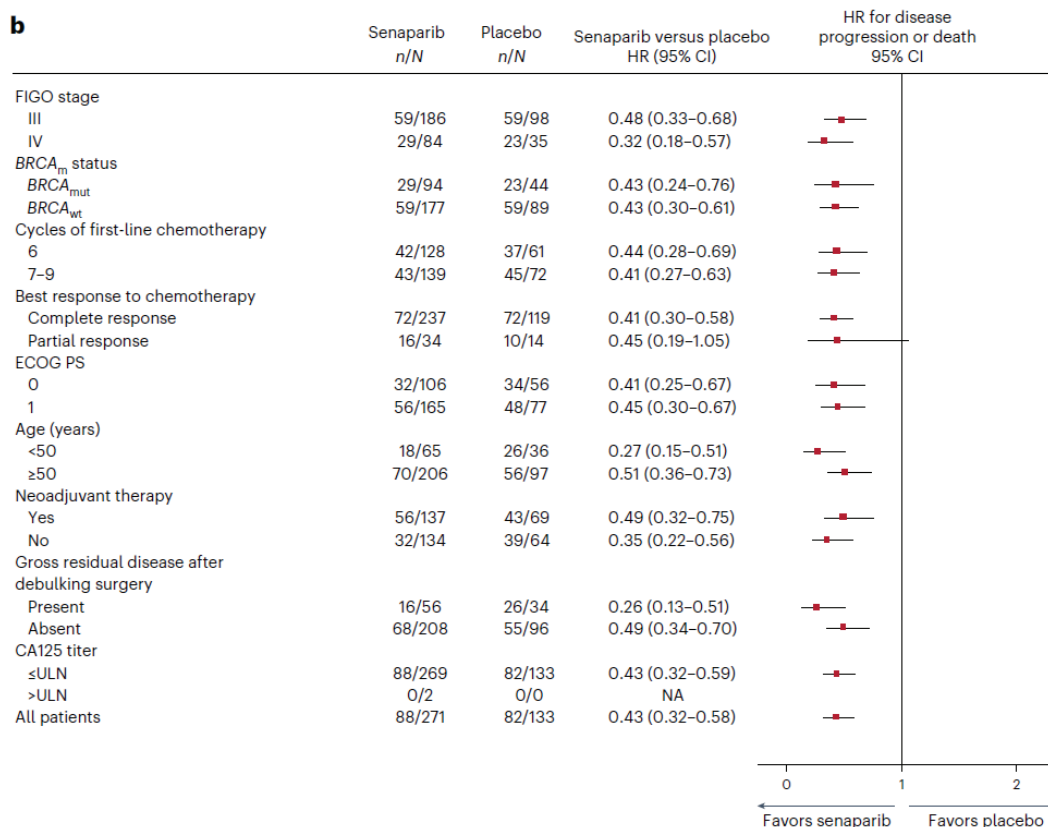 b
Senaparib n/N Placebo n/N Senaparib versus placebo HR (95% CI) HR for disease progression or death 95% CI
FIGO stage
III 59/186 59/98 0.48 (0.33–0.68)
IV 29/84 23/35 0.32 (0.18–0.57)
BRCAm status
BRCAmut 29/94 23/44 0.43 (0.24–0.76)
BRCAwt 59/177 59/89 0.43 (0.30–0.61)
Cycles of first-line chemotherapy
6 42/128 37/61 0.44 (0.28–0.69)
7–9 43/139 45/72 0.41 (0.27–0.63)
Best response to chemotherapy
Complete response 72/237 72/119 0.41 (0.30–0.58)
Partial response 16/34 10/14 0.45 (0.19–1.05)
ECOG PS
0 32/106 34/56 0.41 (0.25–0.67)
1 56/165 48/77 0.45 (0.30–0.67)
Age (years)
<50 18/65 26/36 0.27 (0.15–0.51)
≥50 70/206 56/97 0.51 (0.36–0.73)
Neoadjuvant therapy
Yes 56/137 43/69 0.49 (0.32–0.75)
No 32/134 39/64 0.35 (0.22–0.56)
Gross residual disease after
debulking surgery
Present 16/56 26/34 0.26 (0.13–0.51)
Absent 68/208 55/96 0.49 (0.34–0.70)
CA125 titer
≤ULN 88/269 82/133 0.43 (0.32–0.59)
>ULN 0/2 0/0 NA
All patients 88/271 82/133 0.43 (0.32–0.58)
0 1 2
Favors senaparib Favors placebo